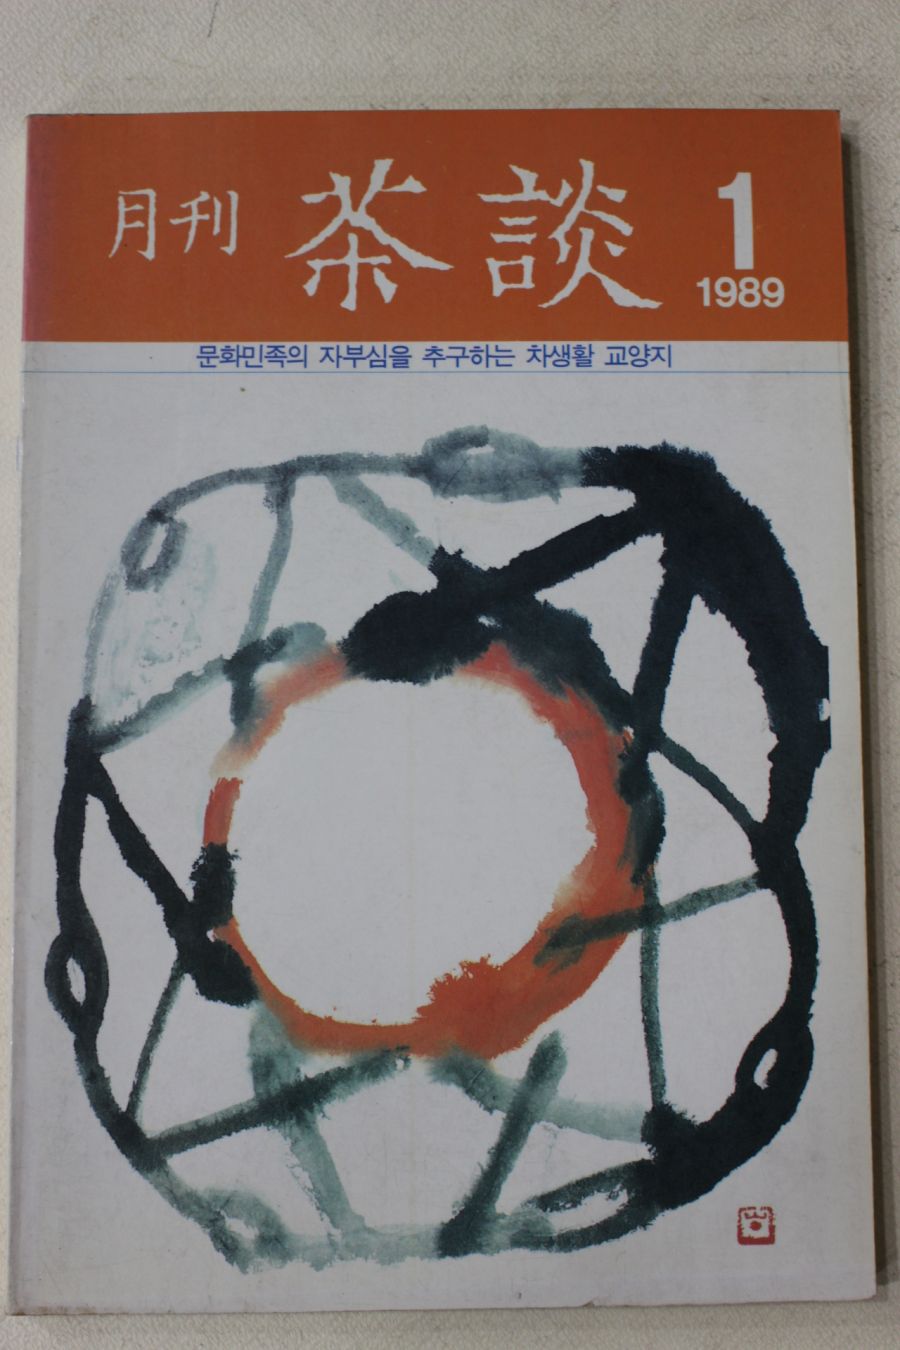 月刊 茶談 1
1989
문화민족의 자부심을 추구하는 차생활 교양지